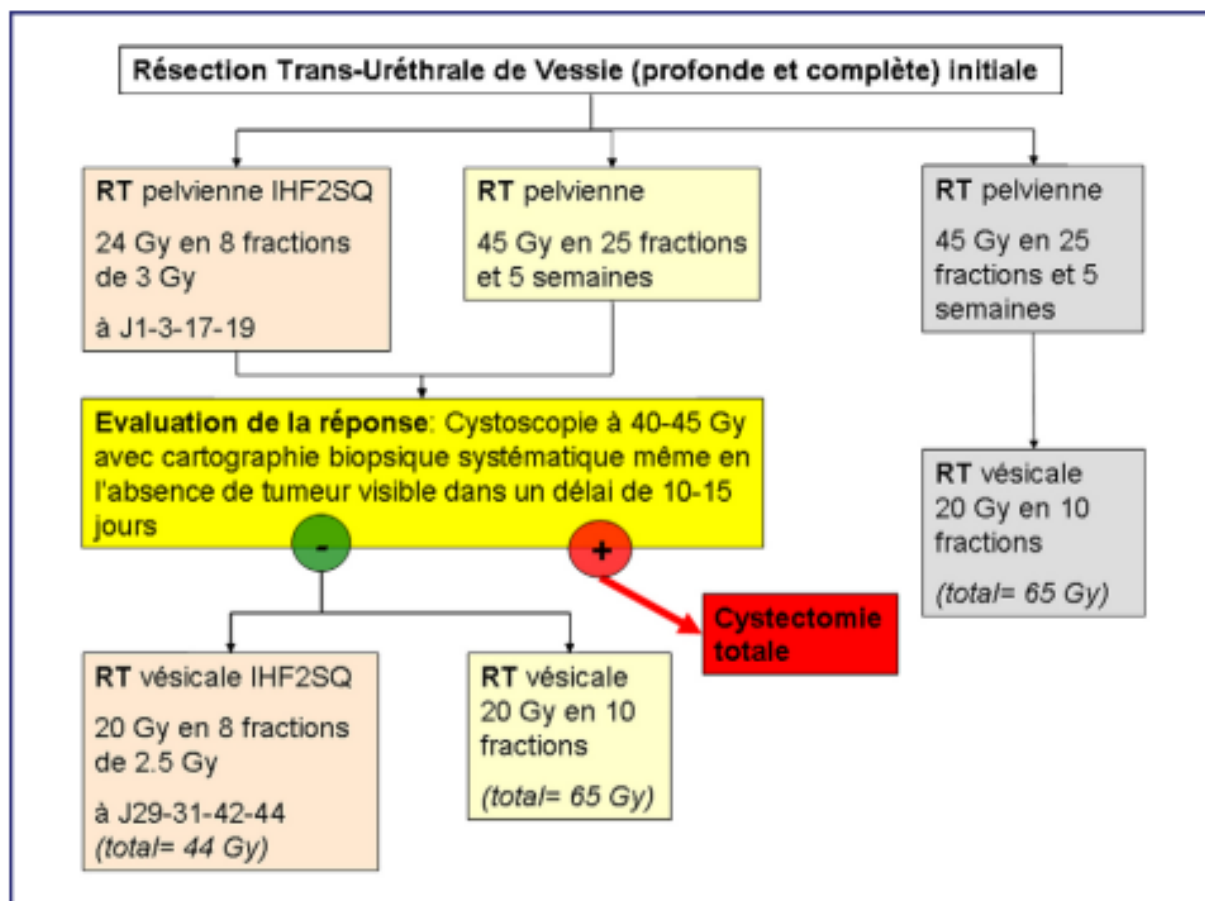 Résection Trans-Uréthrale de Vessie (profonde et complète) initiale
RT pelvienne IHF2SQ
24 Gy en 8 fractions
de 3 Gy
à J1-3-17-19
RT pelvienne
45 Gy en 25 fractions
et 5 semaines
RT pelvienne
45 Gy en 25
fractions et 5
semaines
Evaluation de la réponse: Cystoscopie à 40-45 Gy
avec cartographie biopsique systématique même en
l'absence de tumeur visible dans un délai de 10-15
jours
-
+
RT vésicale
20 Gy en 10
fractions
(total= 65 Gy)
Cystectomie
totale
RT vésicale IHF2SQ
20 Gy en 8 fractions
de 2.5 Gy
à J29-31-42-44
(total= 44 Gy)
RT vésicale
20 Gy en 10
fractions
(total= 65 Gy)